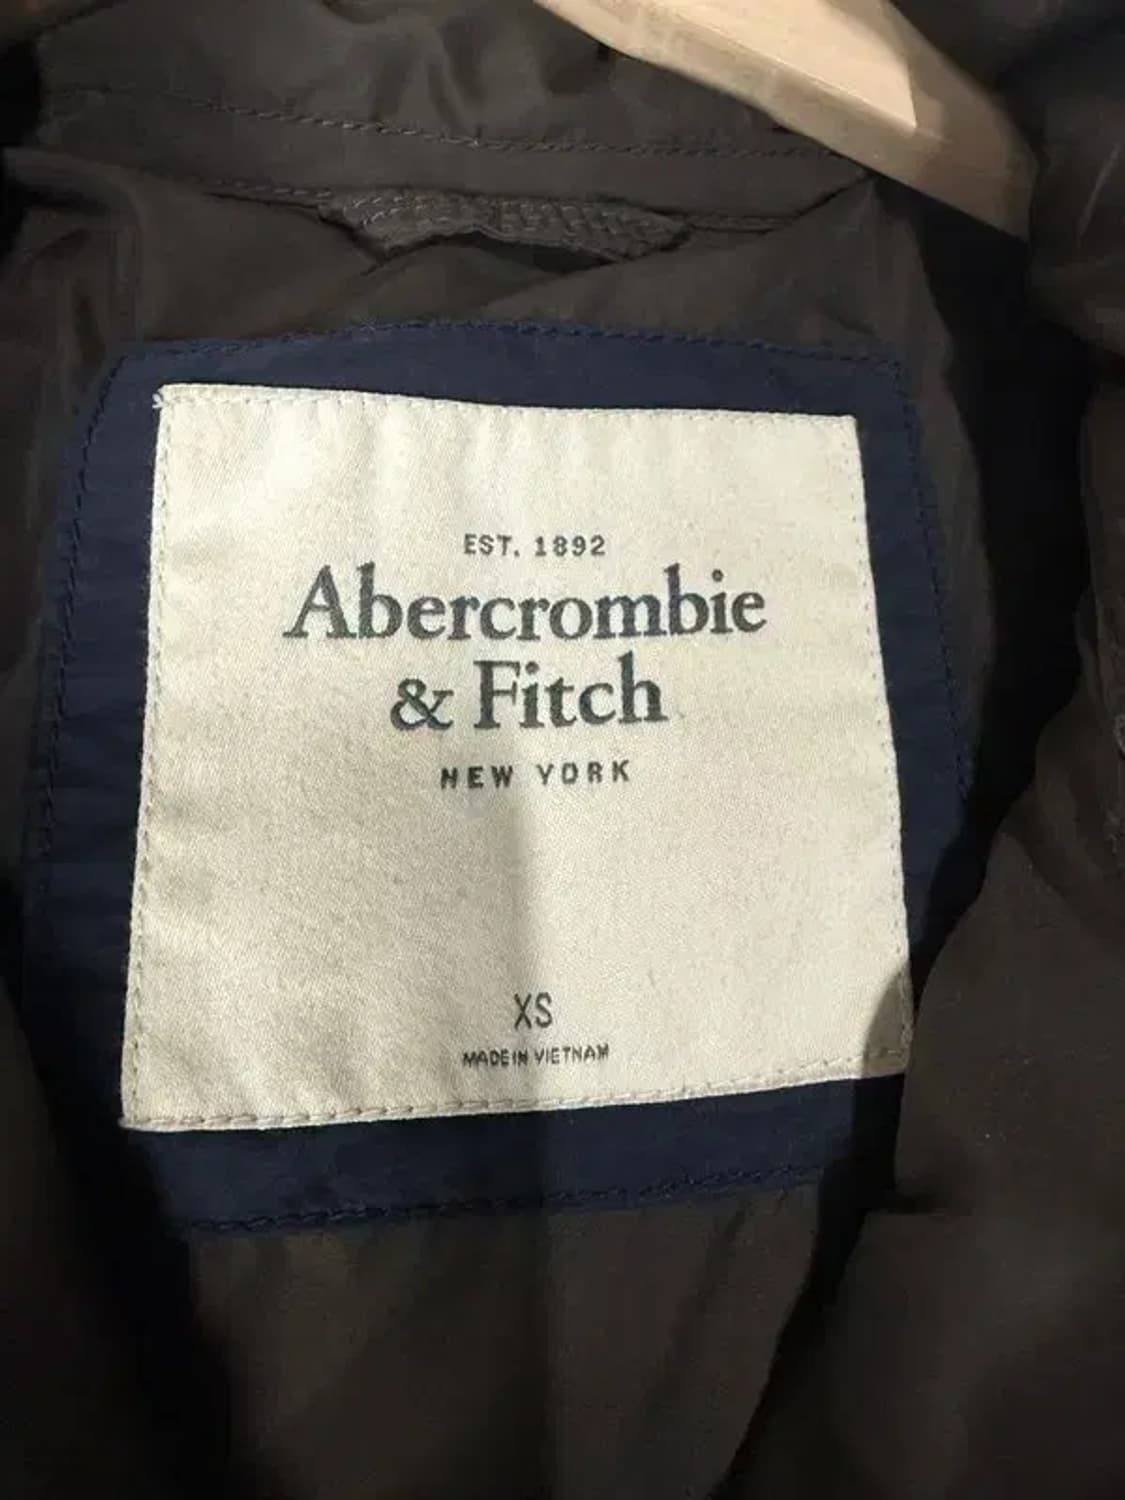 EST. 1892
Abercrombie
& Fitch
NEW YORK
XS
MADE IN VIETNAM